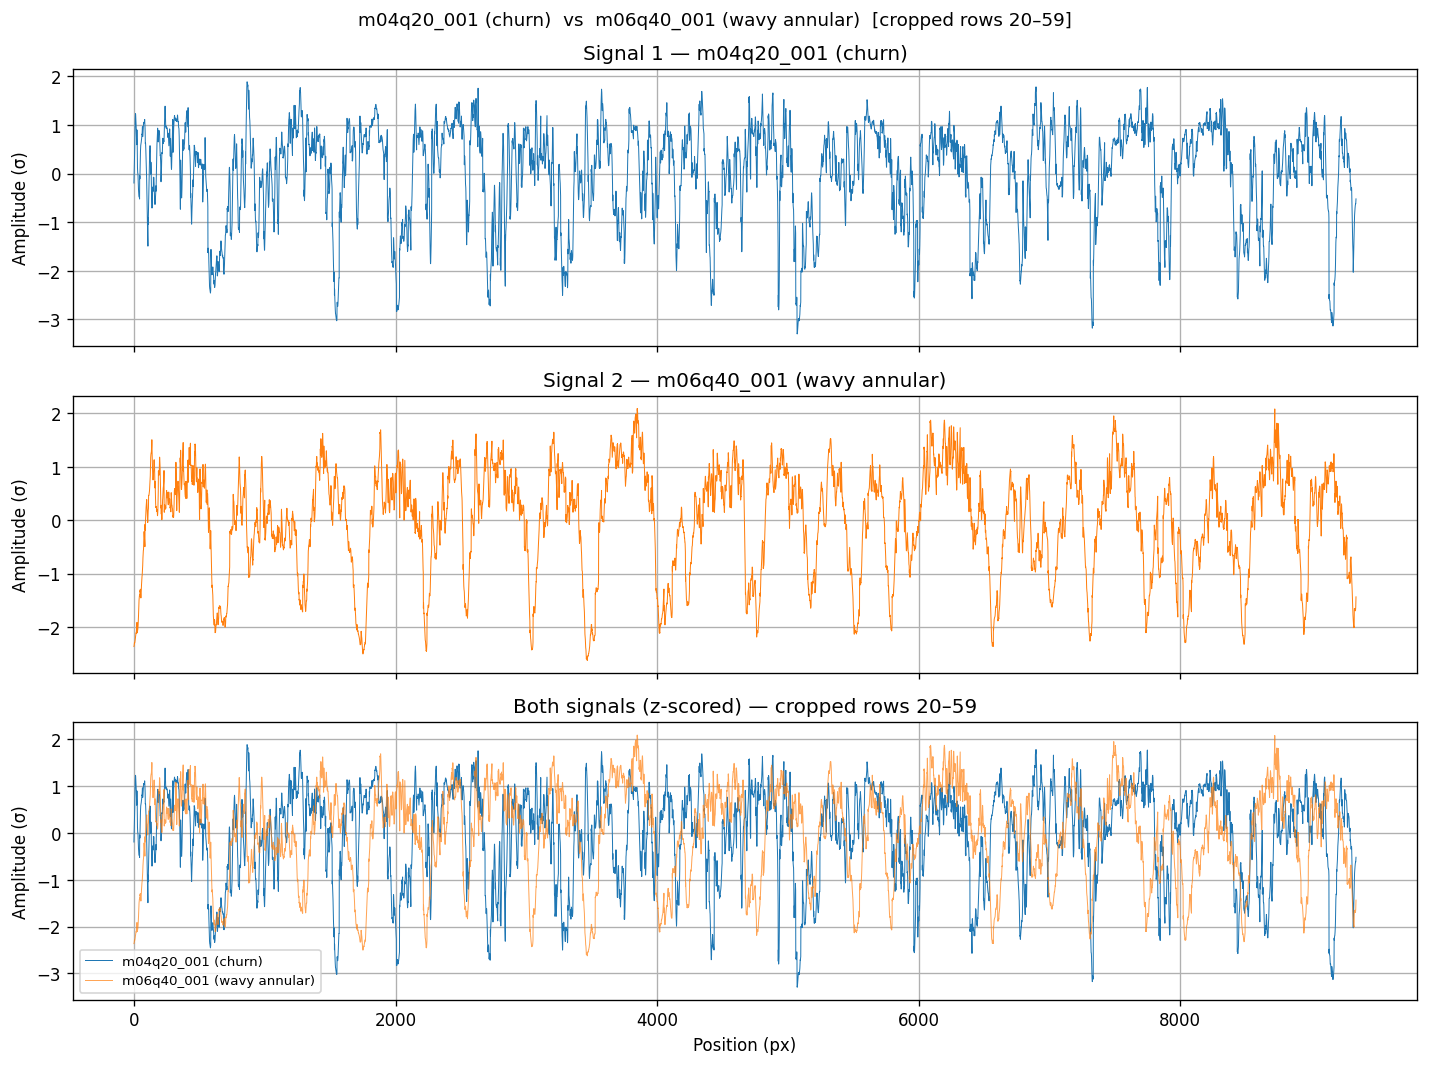 m04q20_001 (churn)  vs  m06q40_001 (wavy annular)  [cropped rows 20–59]
Signal 1 — m04q20_001 (churn)
2
1
0
−1
−2
−3
Amplitude (σ)
Signal 2 — m06q40_001 (wavy annular)
2
1
0
−1
−2
Amplitude (σ)
Both signals (z-scored) — cropped rows 20–59
2
1
0
−1
−2
−3
Amplitude (σ)
m04q20_001 (churn)
m06q40_001 (wavy annular)
0 2000 4000 6000 8000
Position (px)